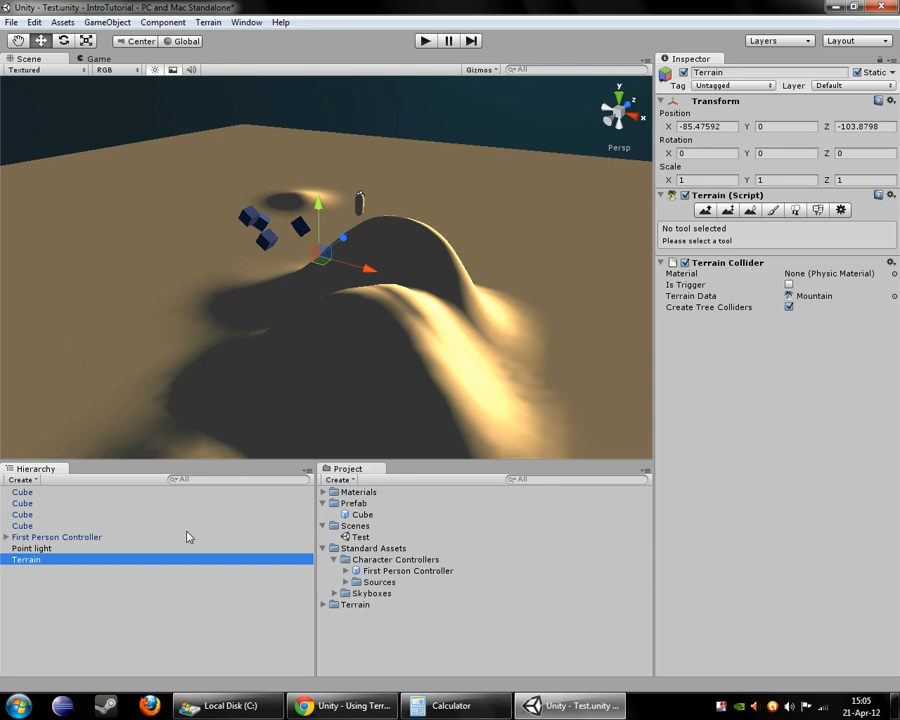 Unity - Test.unity - IntroTutorial - PC and Mac Standalone*
File Edit Assets GameObject Component Terrain Window Help
Center Global Layers Layout
Scene Game
Textured RGB Gizmos All
y
z
x
Persp
Inspector
Terrain Static
Tag Untagged Layer Default
Transform
Position
X -85.47592 Y 0 Z -103.8798
Rotation
X 0 Y 0 Z 0
Scale
X 1 Y 1 Z 1
Terrain (Script)
No tool selected
Please select a tool
Terrain Collider
Material None (Physic Material)
Is Trigger
Terrain Data Mountain
Create Tree Colliders
Hierarchy
Create All
Cube
Cube
Cube
Cube
First Person Controller
Point light
Terrain
Project
Create All
Materials
Prefab
Cube
Scenes
Test
Standard Assets
Character Controllers
First Person Controller
Sources
Skyboxes
Terrain
Local Disk (C:) Unity - Using Terr... Calculator Unity - Test.unity ...
15:05
21-Apr-12